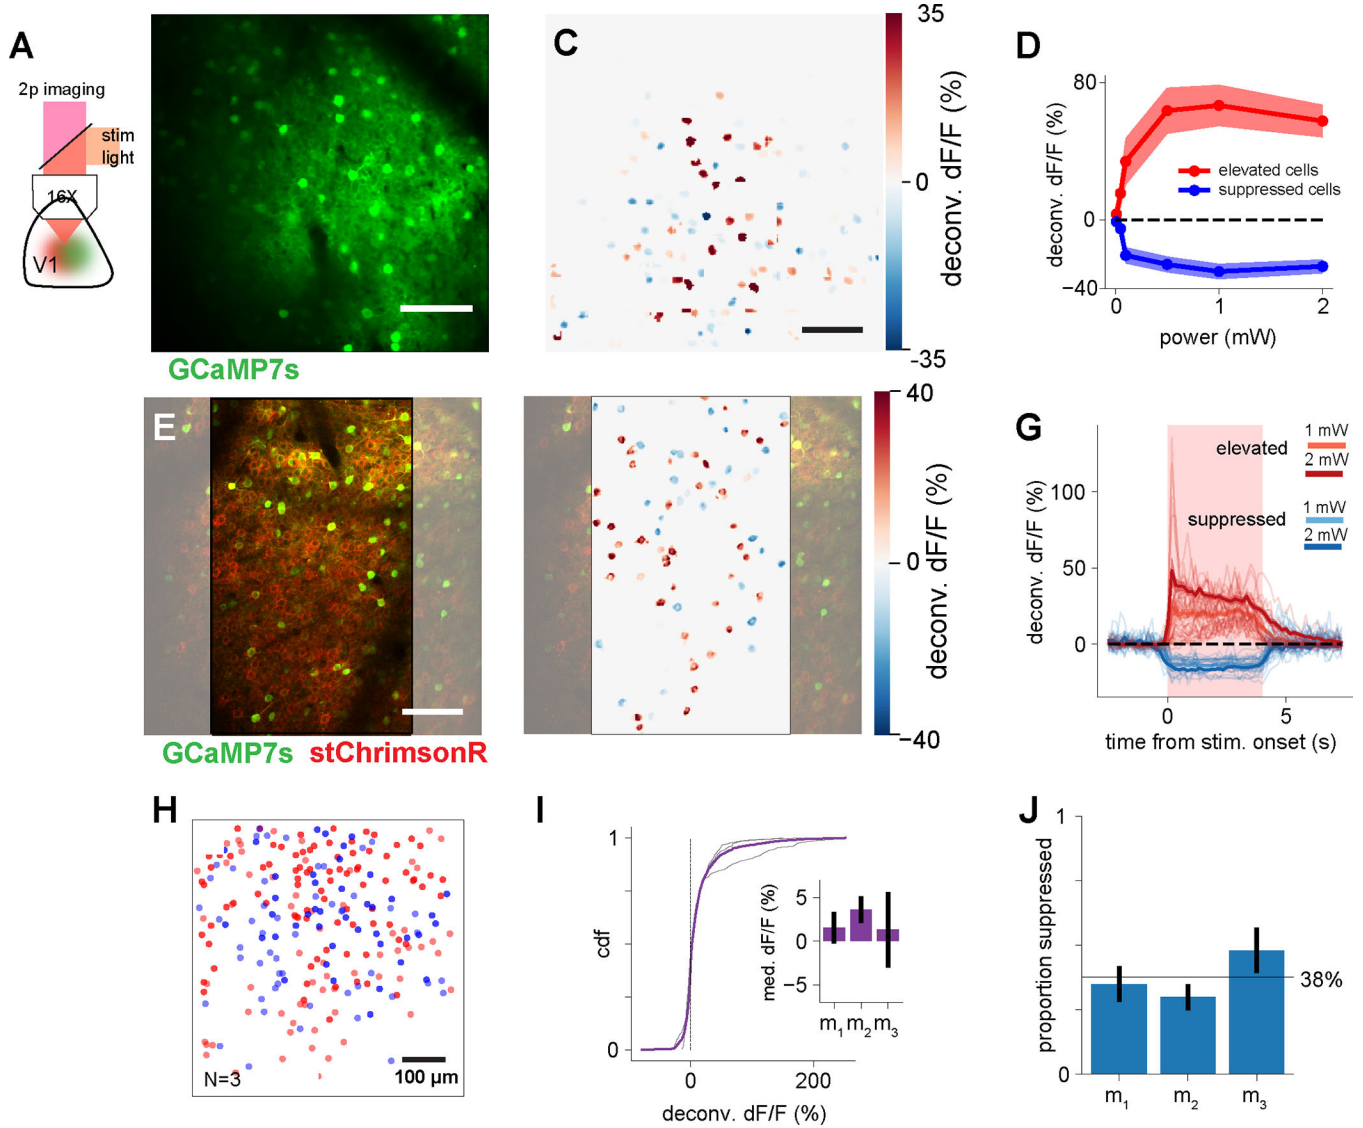 A
2p imaging
stim
light
16X
V1
GCaMP7s
C
35
0
-35
deconv. dF/F (%)
D
80
0
−40
deconv. dF/F (%)
elevated cells
suppressed cells
0
1
2
power (mW)
E
GCaMP7s stChrimsonR
40
0
−40
deconv. dF/F (%)
G
1 mW
elevated
2 mW
suppressed
1 mW
2 mW
100
50
0
deconv. dF/F (%)
0
5
time from stim. onset (s)
H
N=3
100 μm
I
1
0
cdf
0
200
deconv. dF/F (%)
5
0
−5
med. dF/F (%)
m1 m2 m3
J
1
0
proportion suppressed
38%
m1 m2 m3